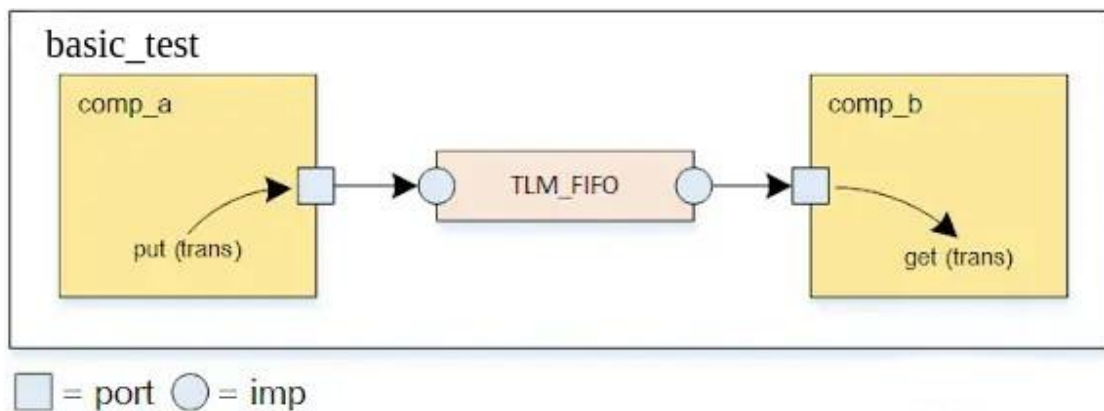 basic_test
comp_a
comp_b
TLM_FIFO
put (trans)
get (trans)
= port = imp